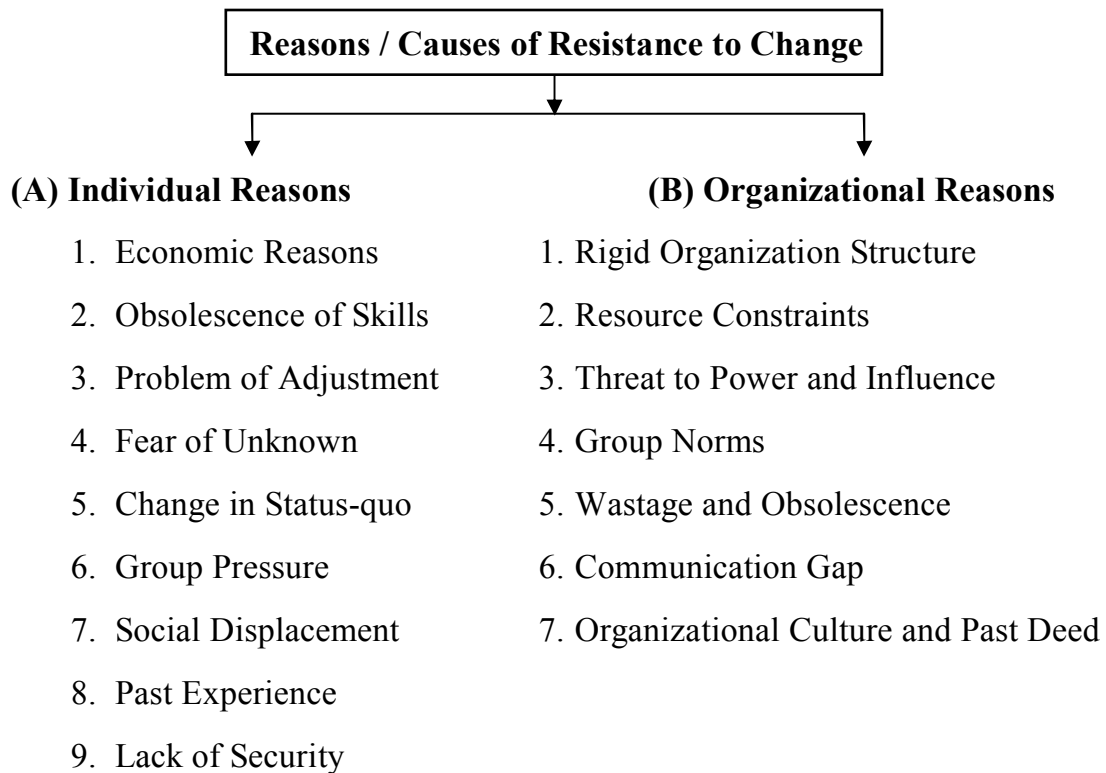 Reasons / Causes of Resistance to Change
(A) Individual Reasons
1. Economic Reasons
2. Obsolescence of Skills
3. Problem of Adjustment
4. Fear of Unknown
5. Change in Status-quo
6. Group Pressure
7. Social Displacement
8. Past Experience
9. Lack of Security
(B) Organizational Reasons
1. Rigid Organization Structure
2. Resource Constraints
3. Threat to Power and Influence
4. Group Norms
5. Wastage and Obsolescence
6. Communication Gap
7. Organizational Culture and Past Deed